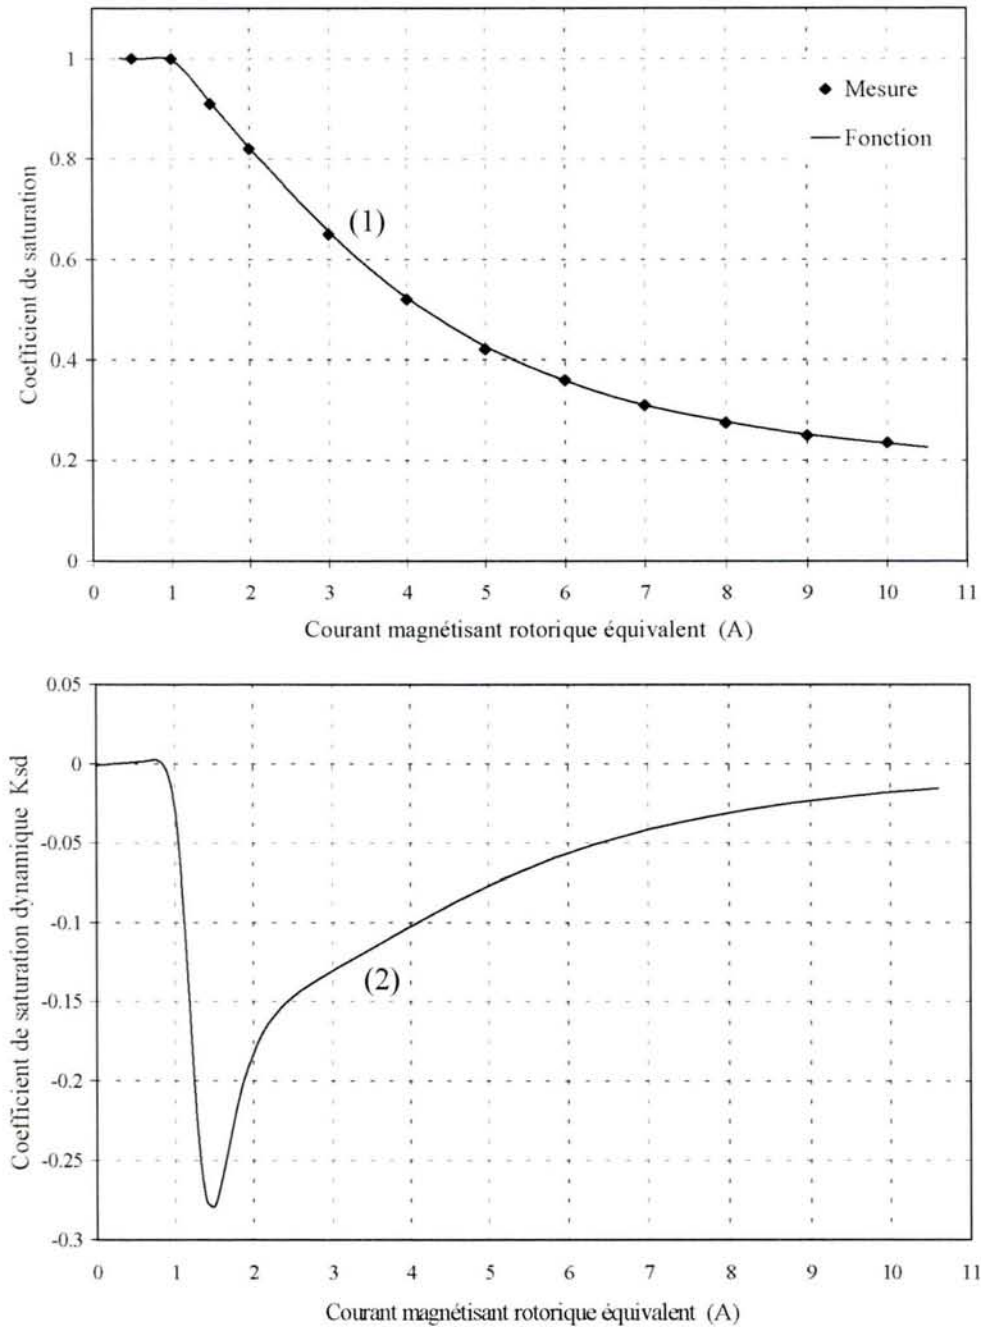 Coefficient de saturation
1
0.8
0.6
0.4
0.2
0
Mesure
Fonction
(1)
0 1 2 3 4 5 6 7 8 9 10 11
Courant magnétisant rotorique équivalent (A)
Coefficient de saturation dynamique Ksd
0.05
0
-0.05
-0.1
-0.15
-0.2
-0.25
-0.3
(2)
0 1 2 3 4 5 6 7 8 9 10 11
Courant magnétisant rotorique équivalent (A)